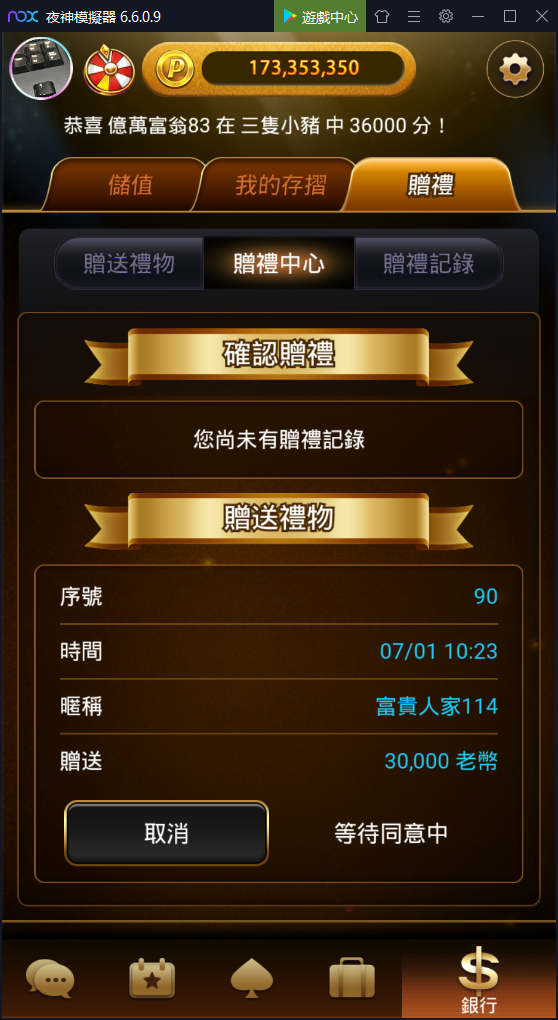 nox 夜神模擬器 6.6.0.9 遊戲中心
P 173,353,350
恭喜 億萬富翁83 在 三隻小豬 中 36000 分！
儲值 我的存摺 贈禮
贈送禮物 贈禮中心 贈禮記錄
確認贈禮
您尚未有贈禮記錄
贈送禮物
序號 90
時間 07/01 10:23
暱稱 富貴人家114
贈送 30,000 老幣
取消 等待同意中
銀行